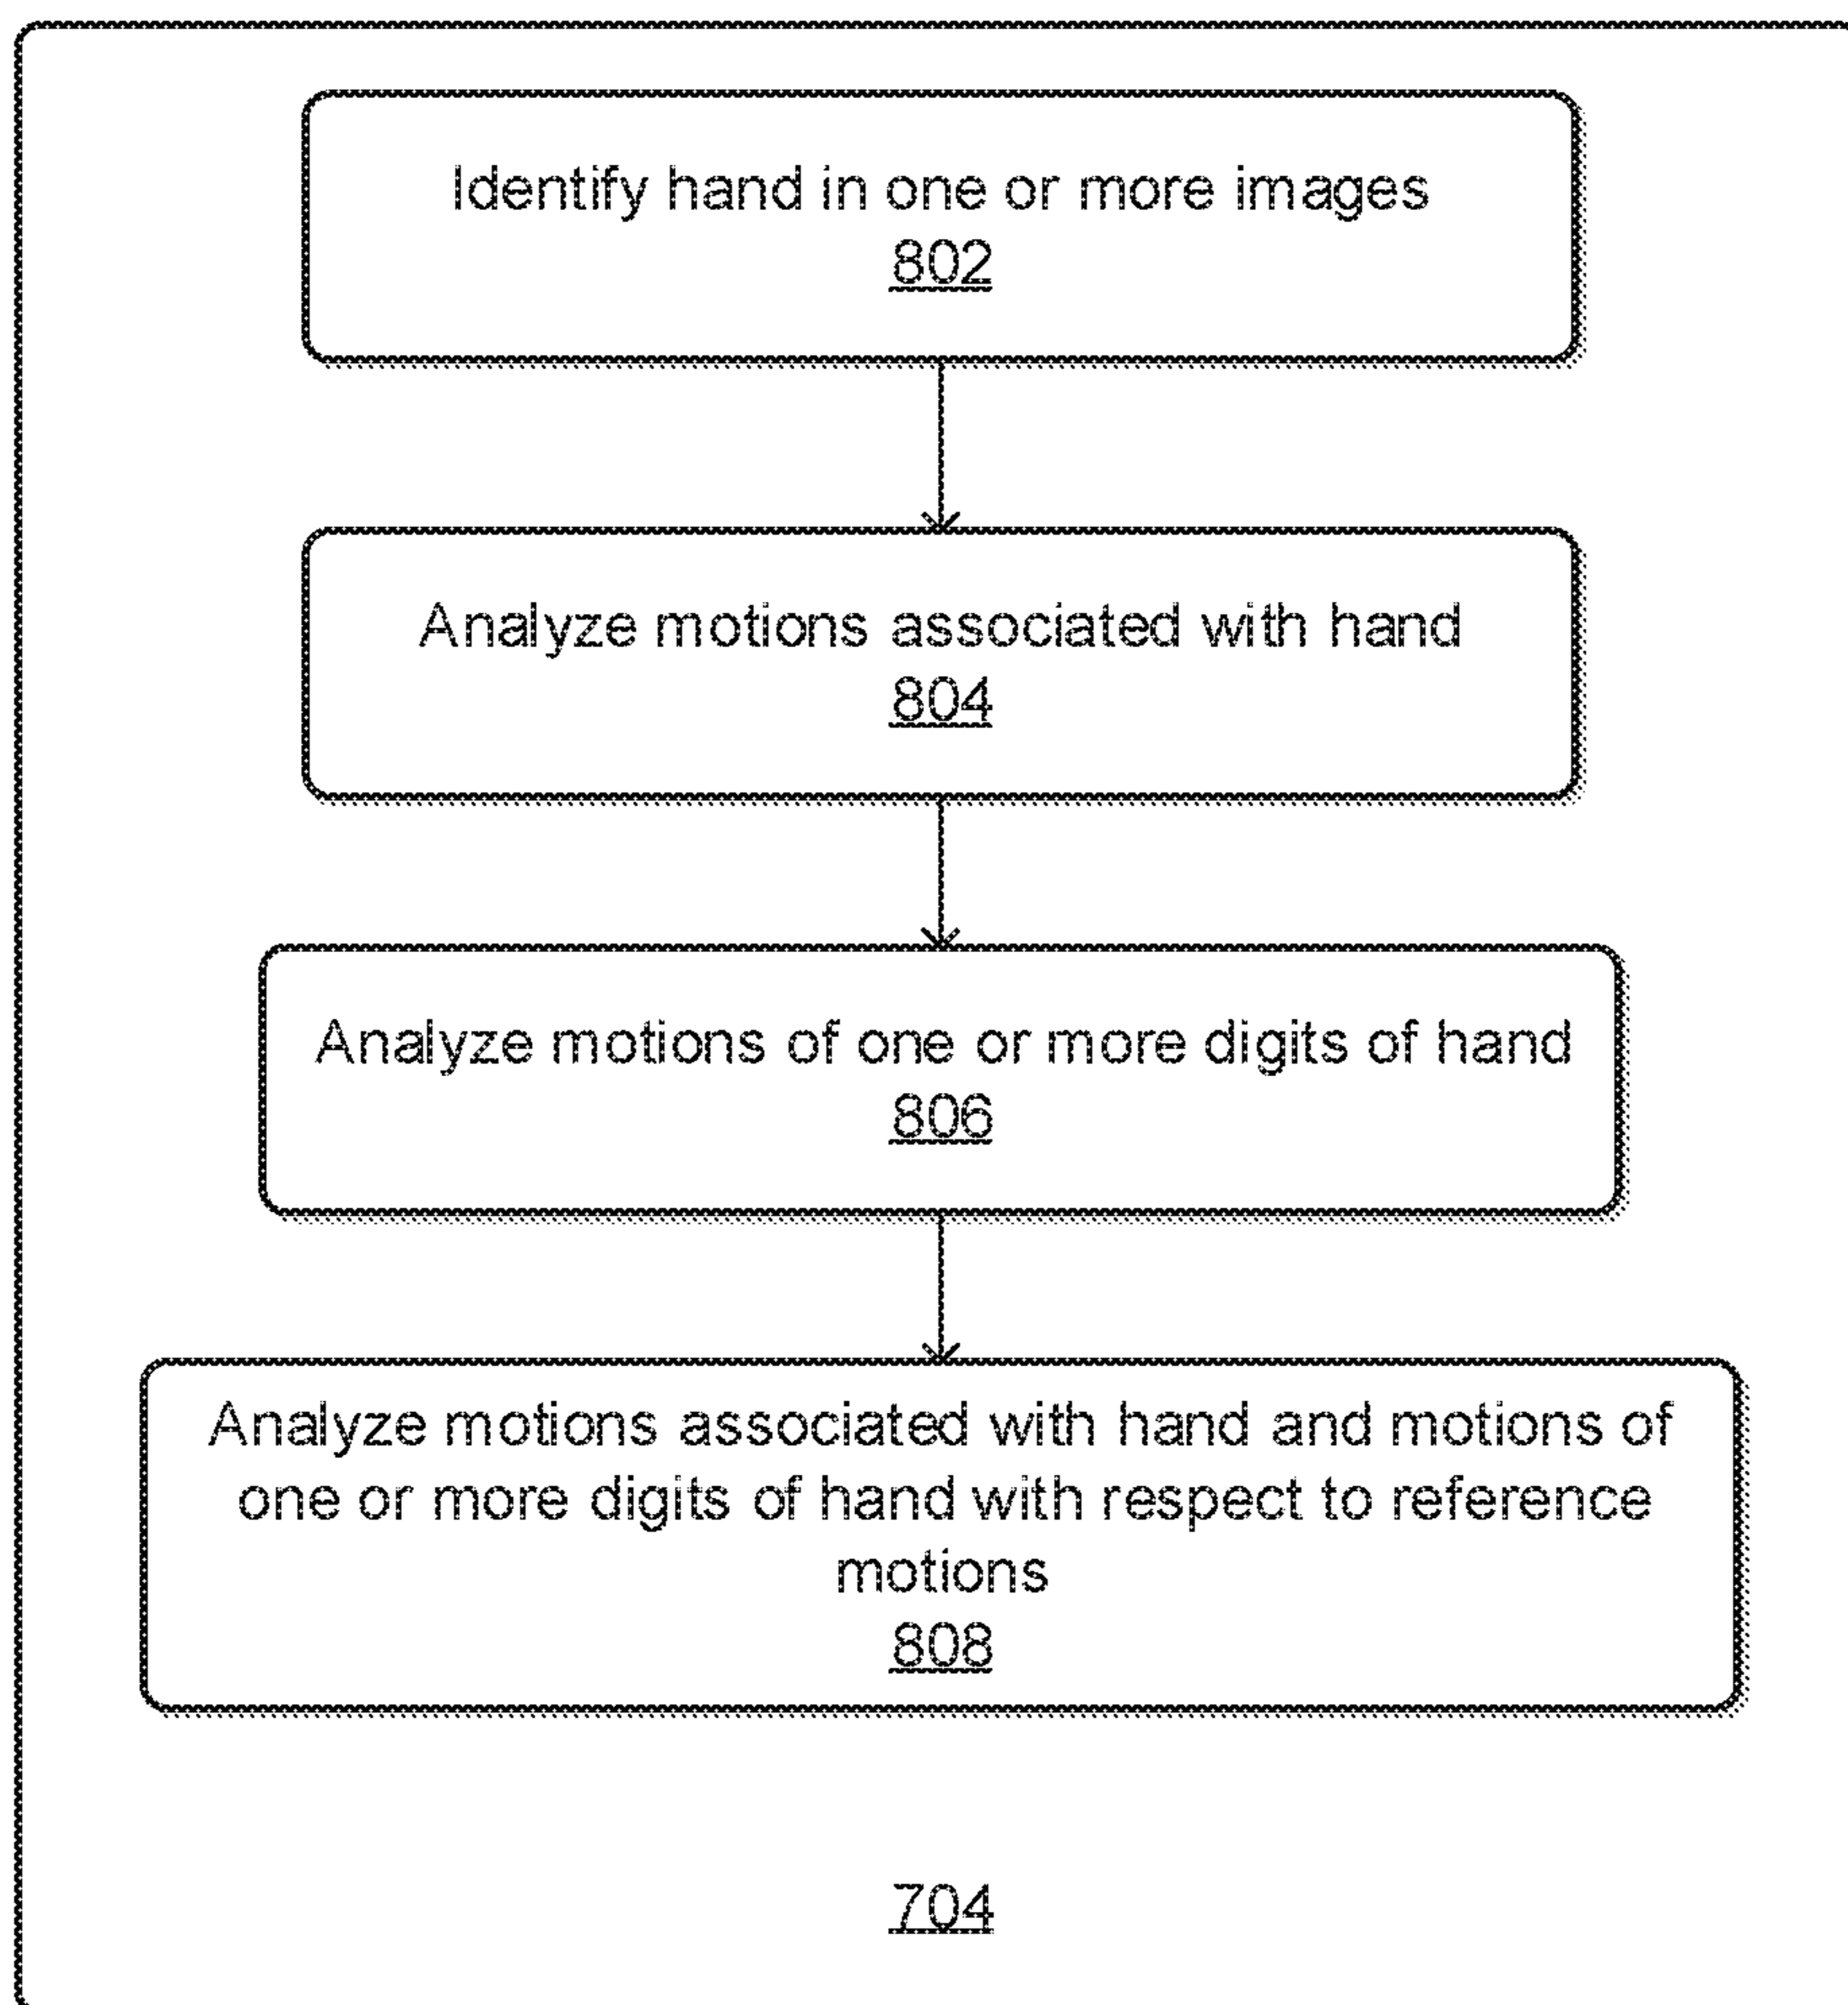 Identify hand in one or more images
802
Analyze motions associated with hand
804
Analyze motions of one or more digits of hand
806
Analyze motions associated with hand and motions of
one or more digits of hand with respect to reference
motions
808
704